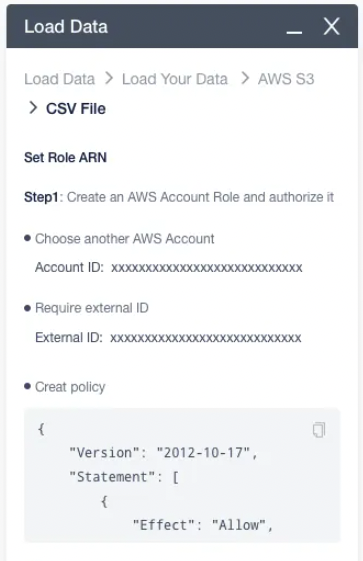 Load Data
Load Data > Load Your Data > AWS S3
> CSV File
Set Role ARN
Step1: Create an AWS Account Role and authorize it
• Choose another AWS Account
Account ID: xxxxxxxxxxxxxxxxxxxxxxxxxxxx
• Require external ID
External ID: xxxxxxxxxxxxxxxxxxxxxxxxxxxx
• Creat policy
{
    "Version": "2012-10-17",
    "Statement": [
        {
            "Effect": "Allow",